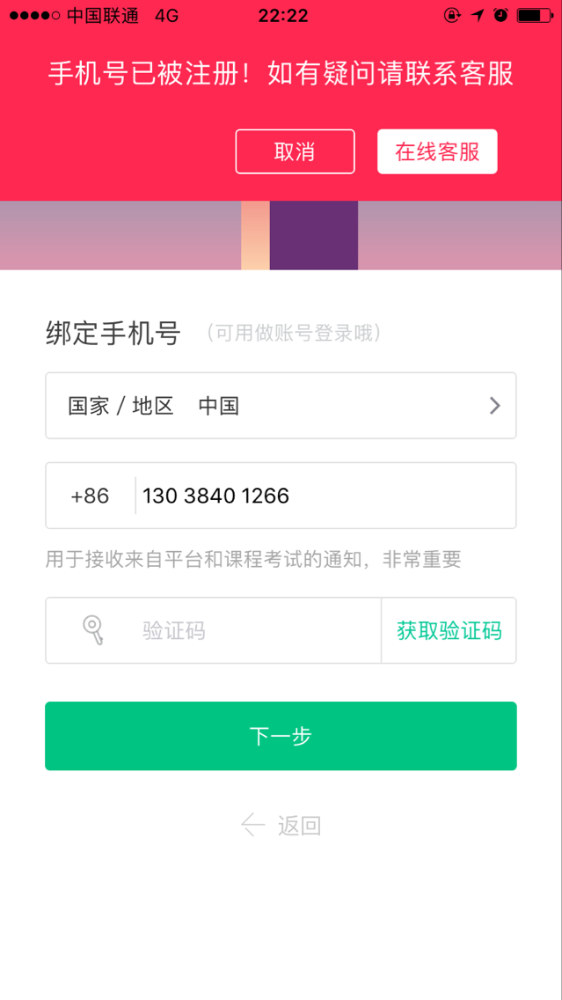 中国联通 4G 22:22
手机号已被注册！如有疑问请联系客服
取消 在线客服
绑定手机号 （可用做账号登录哦）
国家 / 地区 中国
+86 130 3840 1266
用于接收来自平台和课程考试的通知，非常重要
验证码 获取验证码
下一步
返回